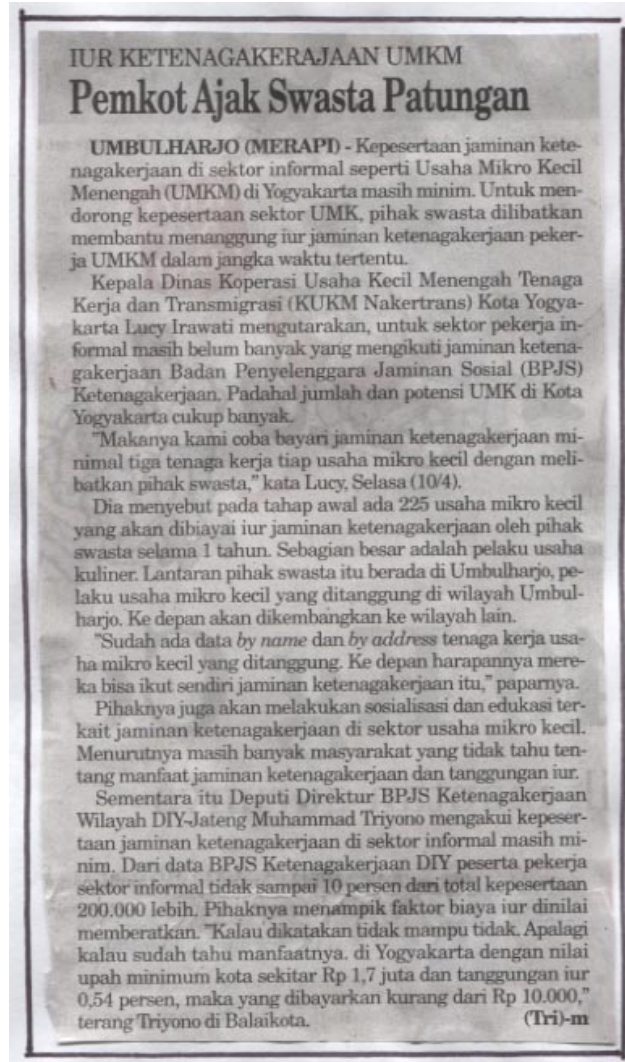 IUR KETENAGAKERAJAAN UMKM
Pemkot Ajak Swasta Patungan
UMBULHARJO (MERAPI) - Kepesertaan jaminan kete-
nagakerjaan di sektor informal seperti Usaha Mikro Kecil
Menengah (UMKM) di Yogyakarta masih minim. Untuk men-
dorong kepesertaan sektor UMK, pihak swasta dilibatkan
membantu menanggung iur jaminan ketenagakerjaan peker-
ja UMKM dalam jangka waktu tertentu.
Kepala Dinas Koperasi Usaha Kecil Menengah Tenaga
Kerja dan Transmigrasi (KUKM Nakertrans) Kota Yogya-
karta Lucy Irawati mengutarakan, untuk sektor pekerja in-
formal masih belum banyak yang mengikuti jaminan ketena-
gakerjaan Badan Penyelenggara Jaminan Sosial (BPJS)
Ketenagakerjaan. Padahal jumlah dan potensi UMK di Kota
Yogyakarta cukup banyak.
"Makanya kami coba bayari jaminan ketenagakerjaan mi-
nimal tiga tenaga kerja tiap usaha mikro kecil dengan meli-
batkan pihak swasta," kata Lucy, Selasa (10/4).
Dia menyebut pada tahap awal ada 225 usaha mikro kecil
yang akan dibiayai iur jaminan ketenagakerjaan oleh pihak
swasta selama 1 tahun. Sebagian besar adalah pelaku usaha
kuliner. Lantaran pihak swasta itu berada di Umbulharjo, pe-
laku usaha mikro kecil yang ditanggung di wilayah Umbul-
harjo. Ke depan akan dikembangkan ke wilayah lain.
"Sudah ada data by name dan by address tenaga kerja usa-
ha mikro kecil yang ditanggung. Ke depan harapannya mere-
ka bisa ikut sendiri jaminan ketenagakerjaan itu," paparnya.
Pihaknya juga akan melakukan sosialisasi dan edukasi ter-
kait jaminan ketenagakerjaan di sektor usaha mikro kecil.
Menurutnya masih banyak masyarakat yang tidak tahu ten-
tang manfaat jaminan ketenagakerjaan dan tanggungan iur.
Sementara itu Deputi Direktur BPJS Ketenagakerjaan
Wilayah DIY-Jateng Muhammad Triyono mengakui kepeser-
taan jaminan ketenagakerjaan di sektor informal masih mi-
nim. Dari data BPJS Ketenagakerjaan DIY peserta pekerja
sektor informal tidak sampai 10 persen dari total kepesertaan
200.000 lebih. Pihaknya menampik faktor biaya iur dinilai
memberatkan. "Kalau dikatakan tidak mampu tidak. Apalagi
kalau sudah tahu manfaatnya. di Yogyakarta dengan nilai
upah minimum kota sekitar Rp 1,7 juta dan tanggungan iur
0,54 persen, maka yang dibayarkan kurang dari Rp 10.000,"
terang Triyono di Balaikota. (Tri)-m